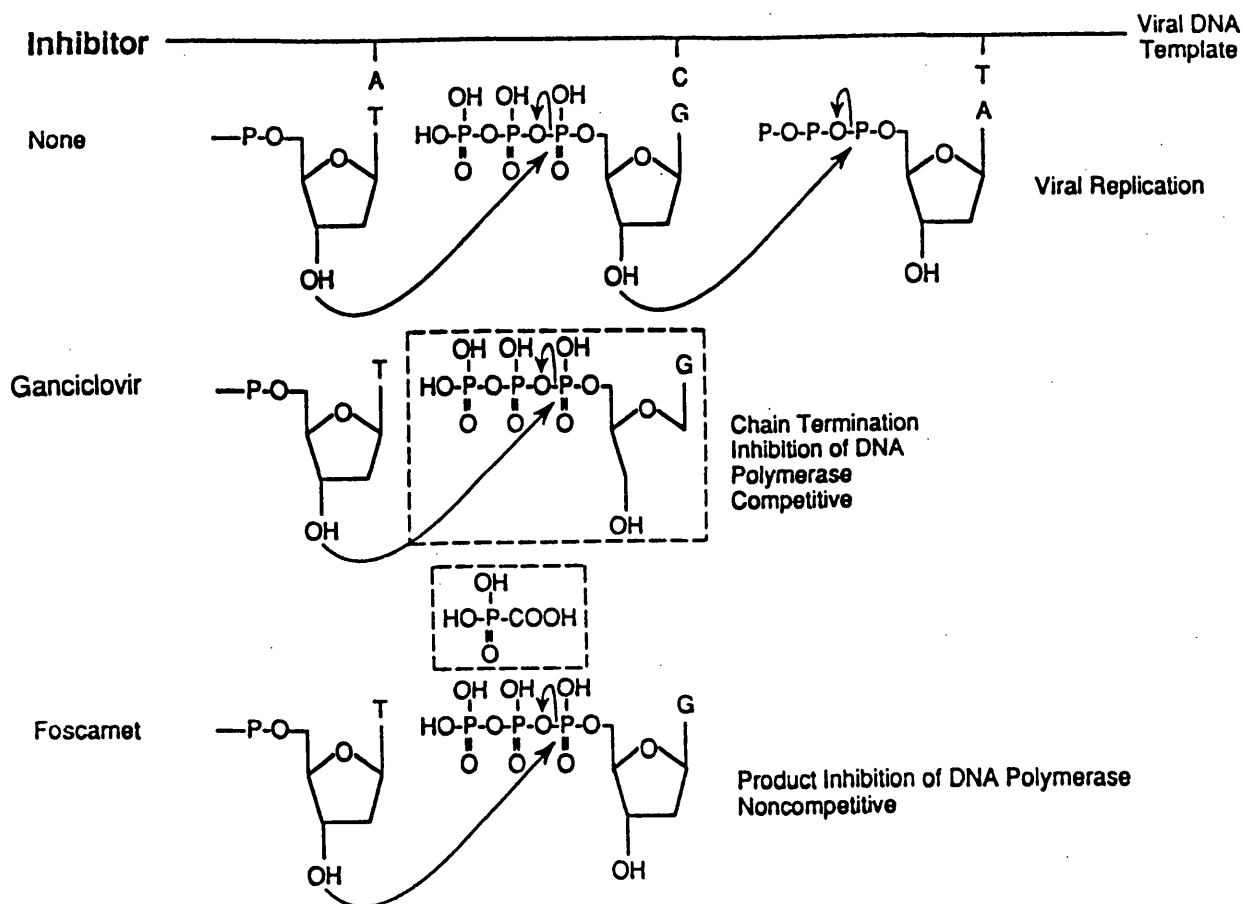 Inhibitor
Viral DNA
Template
A
C
T
T
G
A
None
—P-O
OH OH OH
HO-P-O-P-O-P-O
O O O
O
OH
O
OH
P-O-P-O-P-O
O
OH
Viral Replication
Ganciclovir
—P-O
T
O
OH
OH OH OH
HO-P-O-P-O-P-O
O O O
G
O
OH
Chain Termination
Inhibition of DNA
Polymerase
Competitive
OH
HO-P-COOH
O
Foscarnet
—P-O
T
O
OH
OH OH OH
HO-P-O-P-O-P-O
O O O
G
O
OH
Product Inhibition of DNA Polymerase
Noncompetitive